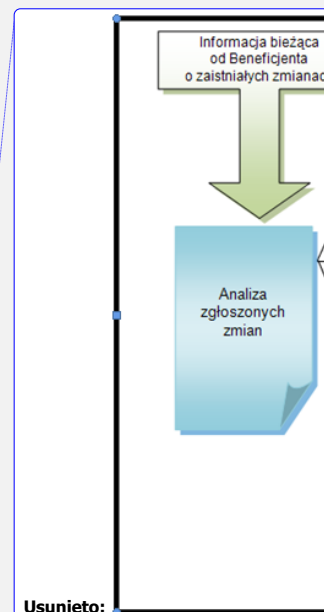 Informacja bieżąca
od Beneficjenta
o zaistniałych zmianac
Analiza
zgłoszonych
zmian
Usunięto: